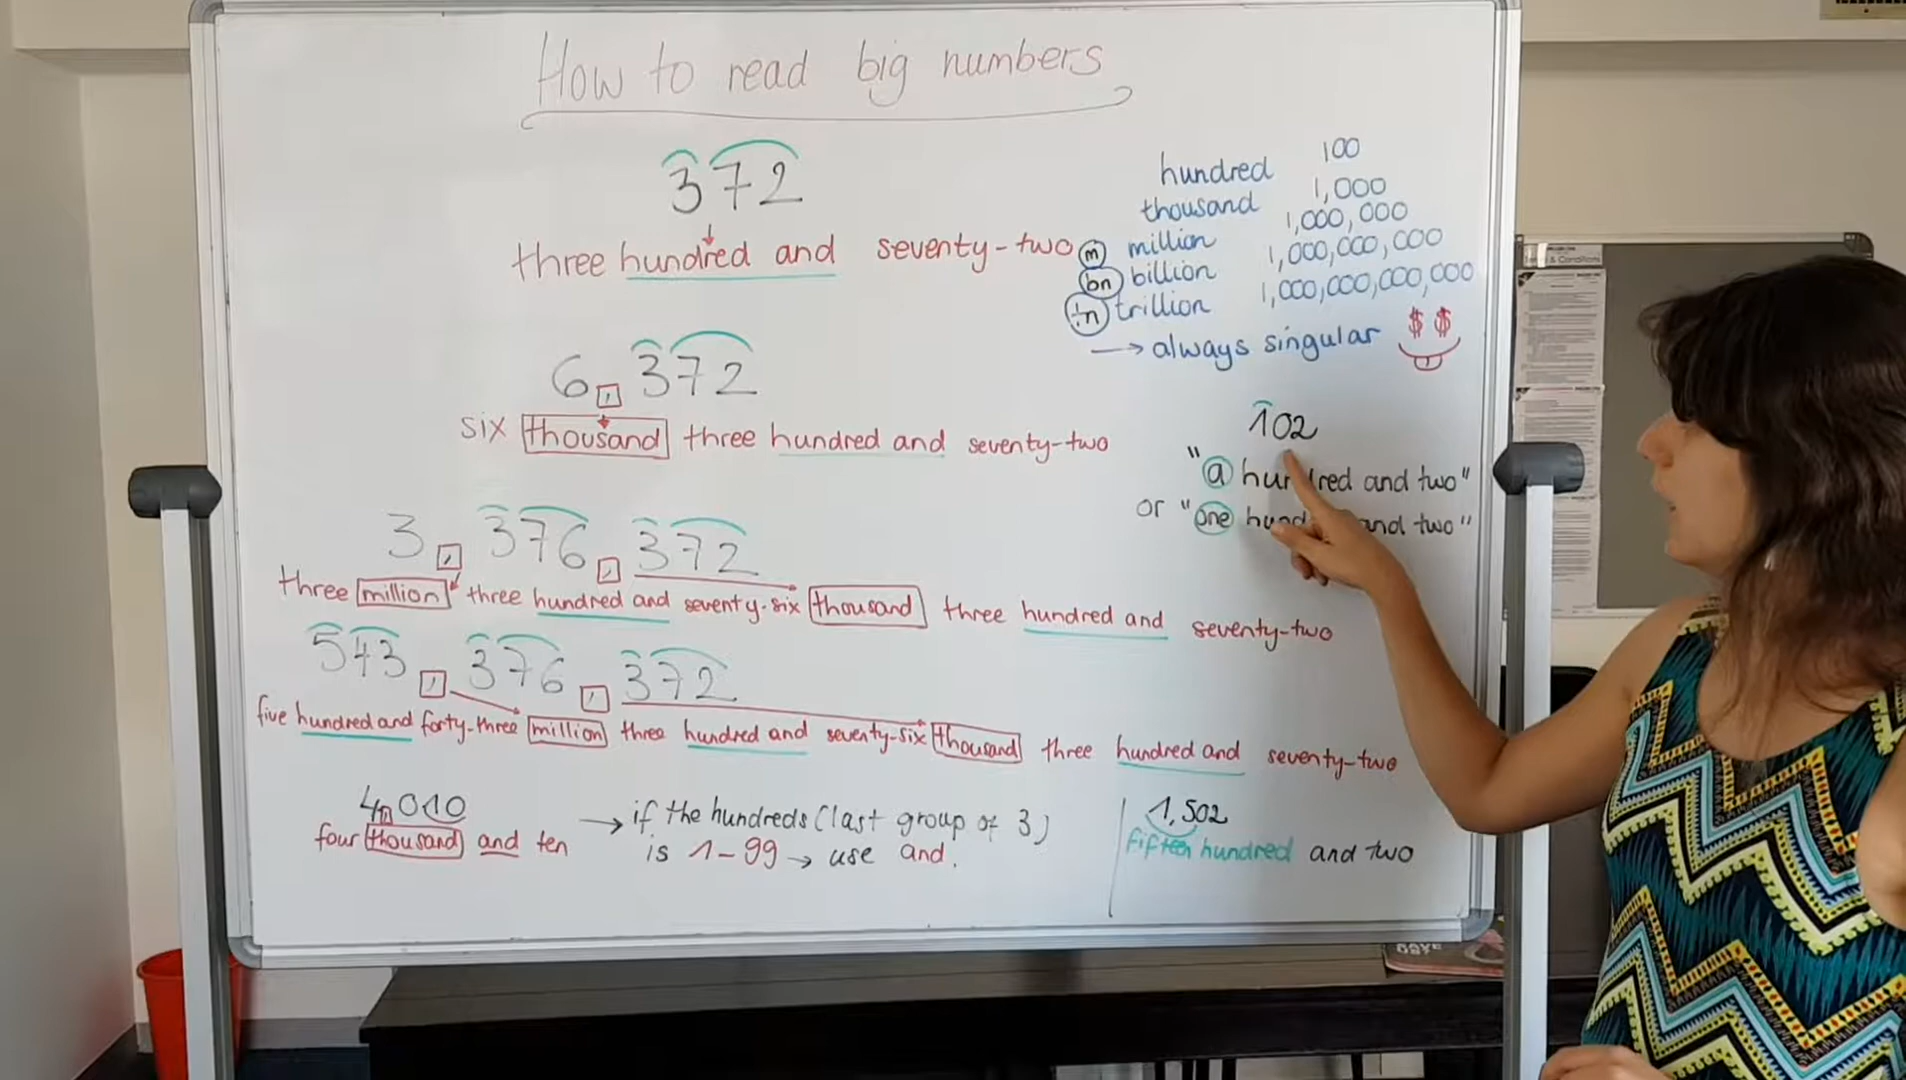 How to read big numbers
372
three hundred and seventy-two
hundred 100
thousand 1,000
m million 1,000,000
bn billion 1,000,000,000
trillion 1,000,000,000,000
→ always singular $ $
6,372
six thousand three hundred and seventy-two
102
"a hundred and two"
or "one hundred and two"
3,376,372
three million three hundred and seventy-six thousand three hundred and seventy-two
543,376,372
five hundred and forty-three million three hundred and seventy-six thousand three hundred and seventy-two
4,010
four thousand and ten
→ if the hundreds (last group of 3)
is 1-99 → use and.
1,502
fifteen hundred and two
& Conditions